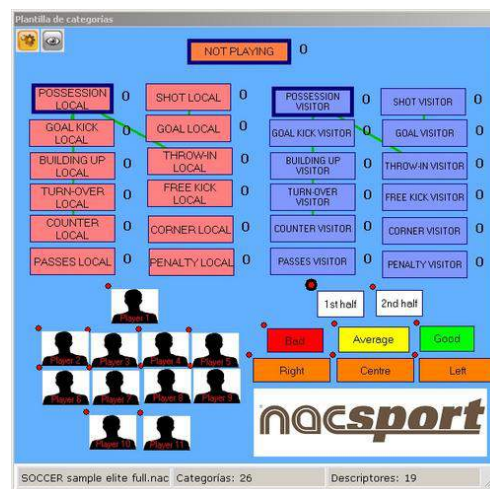 Plantilla de categorías
NOT PLAYING 0
POSSESSION
LOCAL 0
SHOT LOCAL 0
POSSESSION
VISITOR 0
SHOT VISITOR 0
GOAL KICK
LOCAL 0
GOAL LOCAL 0
GOAL KICK VISITOR 0
GOAL VISITOR 0
BUILDING UP
LOCAL 0
THROW-IN
LOCAL 0
BUILDING UP
VISITOR 0
THROW-IN VISITOR 0
TURN-OVER
LOCAL 0
FREE KICK
LOCAL 0
TURN-OVER
VISITOR 0
FREE KICK VISITOR 0
COUNTER
LOCAL 0
CORNER LOCAL 0
COUNTER VISITOR 0
CORNER VISITOR 0
PASSES LOCAL 0
PENALTY LOCAL 0
PASSES VISITOR 0
PENALTY VISITOR 0
1st half
2nd half
Player 1
Bad
Average
Good
Player 2
Player 3
Player 4
Player 5
Right
Centre
Left
Player 6
Player 7
Player 8
Player 9
Player 10
Player 11
nacsport
SOCCER sample elite full.nac
Categorías: 26
Descriptores: 19